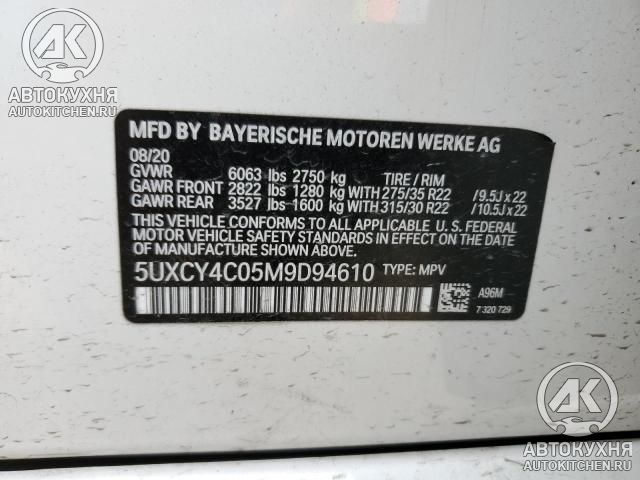 АК
АВТОКУХНЯ
AUTOKITCHEN.RU
АК
АВТОКУХНЯ
AUTOKITCHEN.RU
MFD BY BAYERISCHE MOTOREN WERKE AG
08/20
GVWR 6063 lbs 2750 kg TIRE / RIM
GAWR FRONT 2822 lbs 1280 kg WITH 275/35 R22 / 9.5J x 22
GAWR REAR 3527 lbs 1600 kg WITH 315/30 R22 / 10.5J x 22
THIS VEHICLE CONFORMS TO ALL APPLICABLE U. S. FEDERAL
MOTOR VEHICLE SAFETY STANDARDS IN EFFECT ON THE DATE
OF MANUFACTURE SHOWN ABOVE.
5UXCY4C05M9D94610 TYPE: MPV
A96M
7 320 729
АК
АВТОКУХНЯ
AUTOKITCHEN.RU